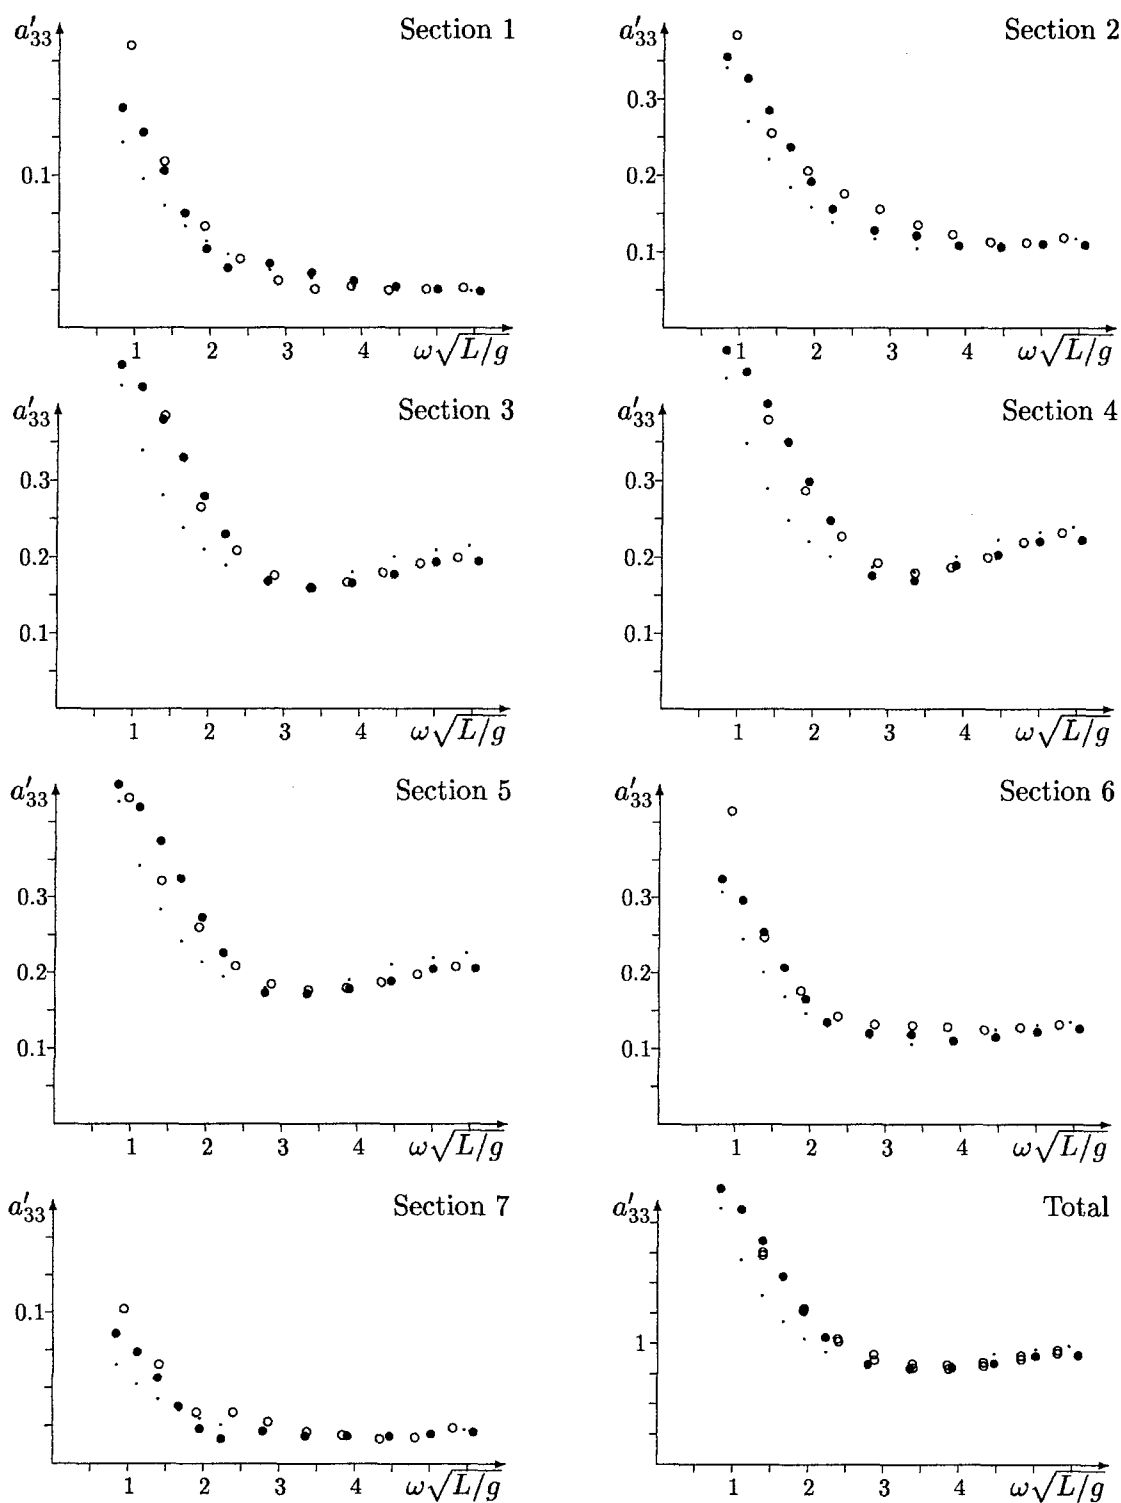 a′₃₃ Section 1
0.1
1 2 3 4 ω√L/g
a′₃₃ Section 2
0.3
0.2
0.1
1 2 3 4 ω√L/g
a′₃₃ Section 3
0.3
0.2
0.1
1 2 3 4 ω√L/g
a′₃₃ Section 4
0.3
0.2
0.1
1 2 3 4 ω√L/g
a′₃₃ Section 5
0.3
0.2
0.1
1 2 3 4 ω√L/g
a′₃₃ Section 6
0.3
0.2
0.1
1 2 3 4 ω√L/g
a′₃₃ Section 7
0.1
1 2 3 4 ω√L/g
a′₃₃ Total
1
1 2 3 4 ω√L/g